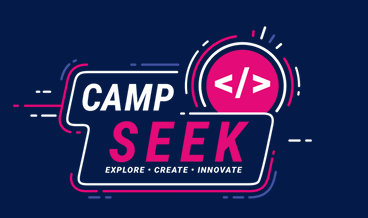 </>
CAMP
SEEK
EXPLORE • CREATE • INNOVATE